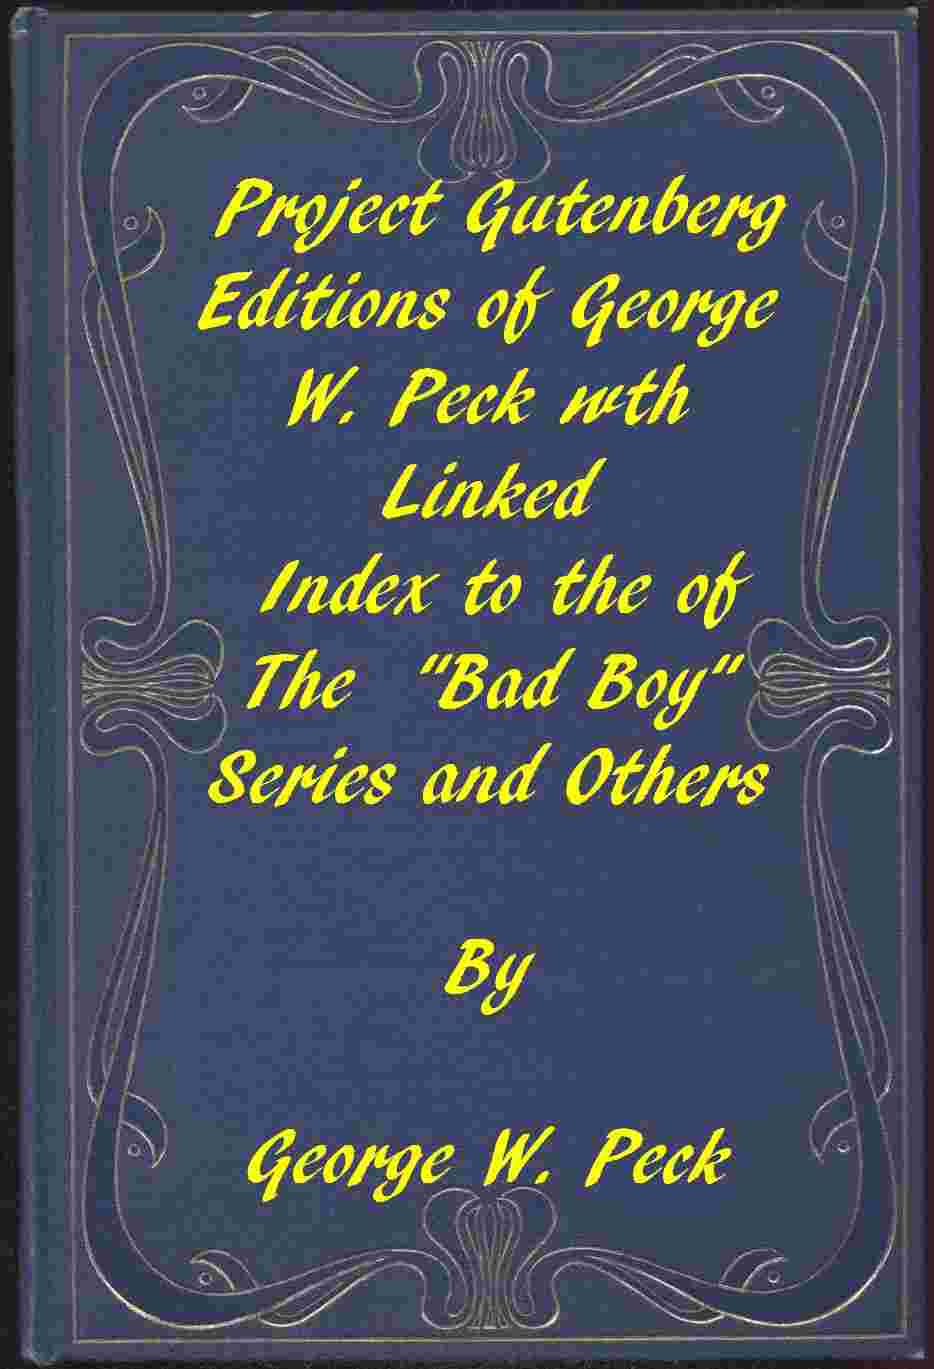 Project Gutenberg
Editions of George
W. Peck wth
Linked
Index to the of
The "Bad Boy"
Series and Others
By
George W. Peck